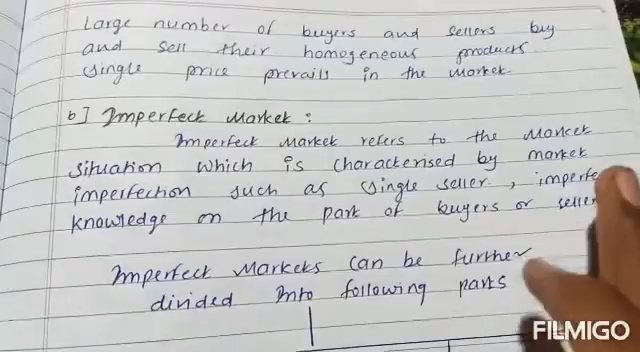 Large number of buyers and sellers buy
and sell their homogeneous products
single price prevails in the market.
b] Imperfect Market :
Imperfect Market refers to the Market
situation which is characterised by market
imperfection such as single seller, imperfe
knowledge on the part of buyers or seller
Imperfect Markets can be further
divided into following parts
FILMIGO